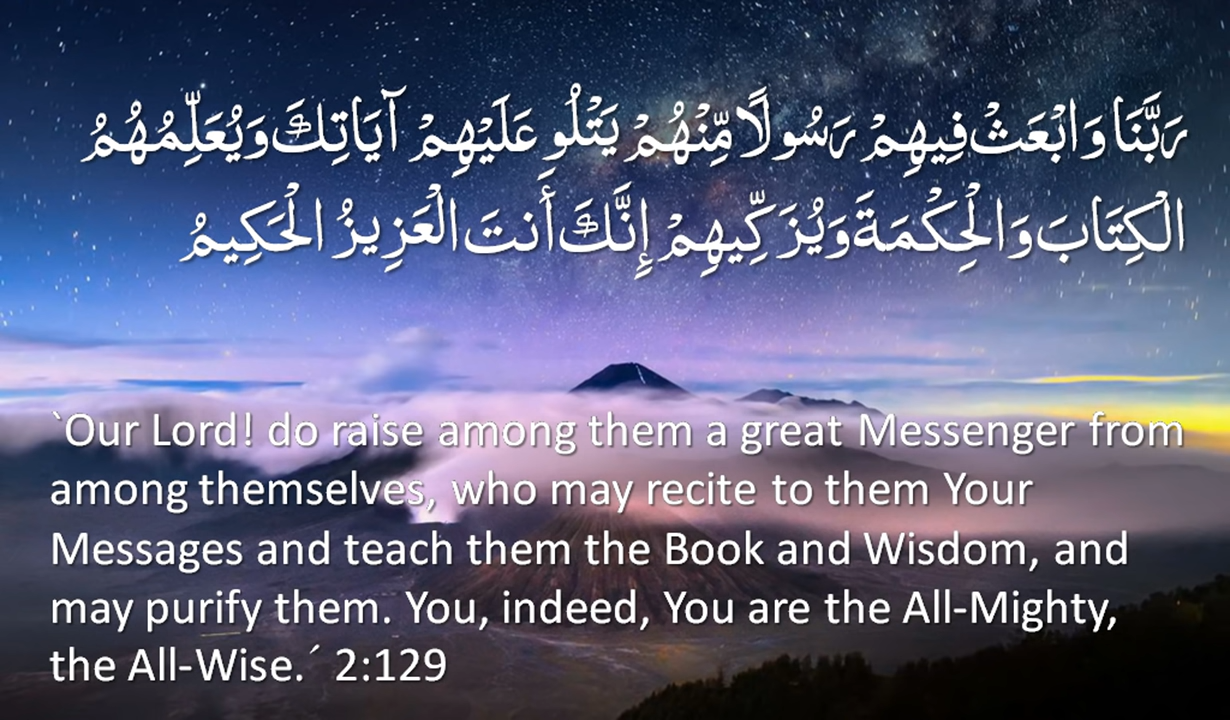 رَبَّنَا وَابْعَثْ فِيهِمْ رَسُولًا مِّنْهُمْ يَتْلُو عَلَيْهِمْ آيَاتِكَ وَيُعَلِّمُهُمُ
الْكِتَابَ وَالْحِكْمَةَ وَيُزَكِّيهِمْ إِنَّكَ أَنتَ الْعَزِيزُ الْحَكِيمُ
`Our Lord! do raise among them a great Messenger from
among themselves, who may recite to them Your
Messages and teach them the Book and Wisdom, and
may purify them. You, indeed, You are the All-Mighty,
the All-Wise.´ 2:129